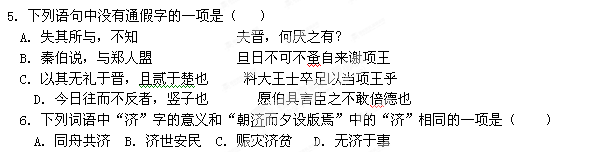 5. 下列语句中没有通假字的一项是（　　）
A. 失其所与，不知　　　　　夫晋，何厌之有?
B. 秦伯说，与郑人盟　　　　旦日不可不蚤自来谢项王
C. 以其无礼于晋，且贰于楚也　　料大王士卒足以当项王乎
D. 今日往而不反者，竖子也　　　愿伯具言臣之不敢倍德也
6. 下列词语中“济”字的意义和“朝济而夕设版焉”中的“济”相同的一项是（　　）
A. 同舟共济　B. 济世安民　C. 赈灾济贫　D. 无济于事